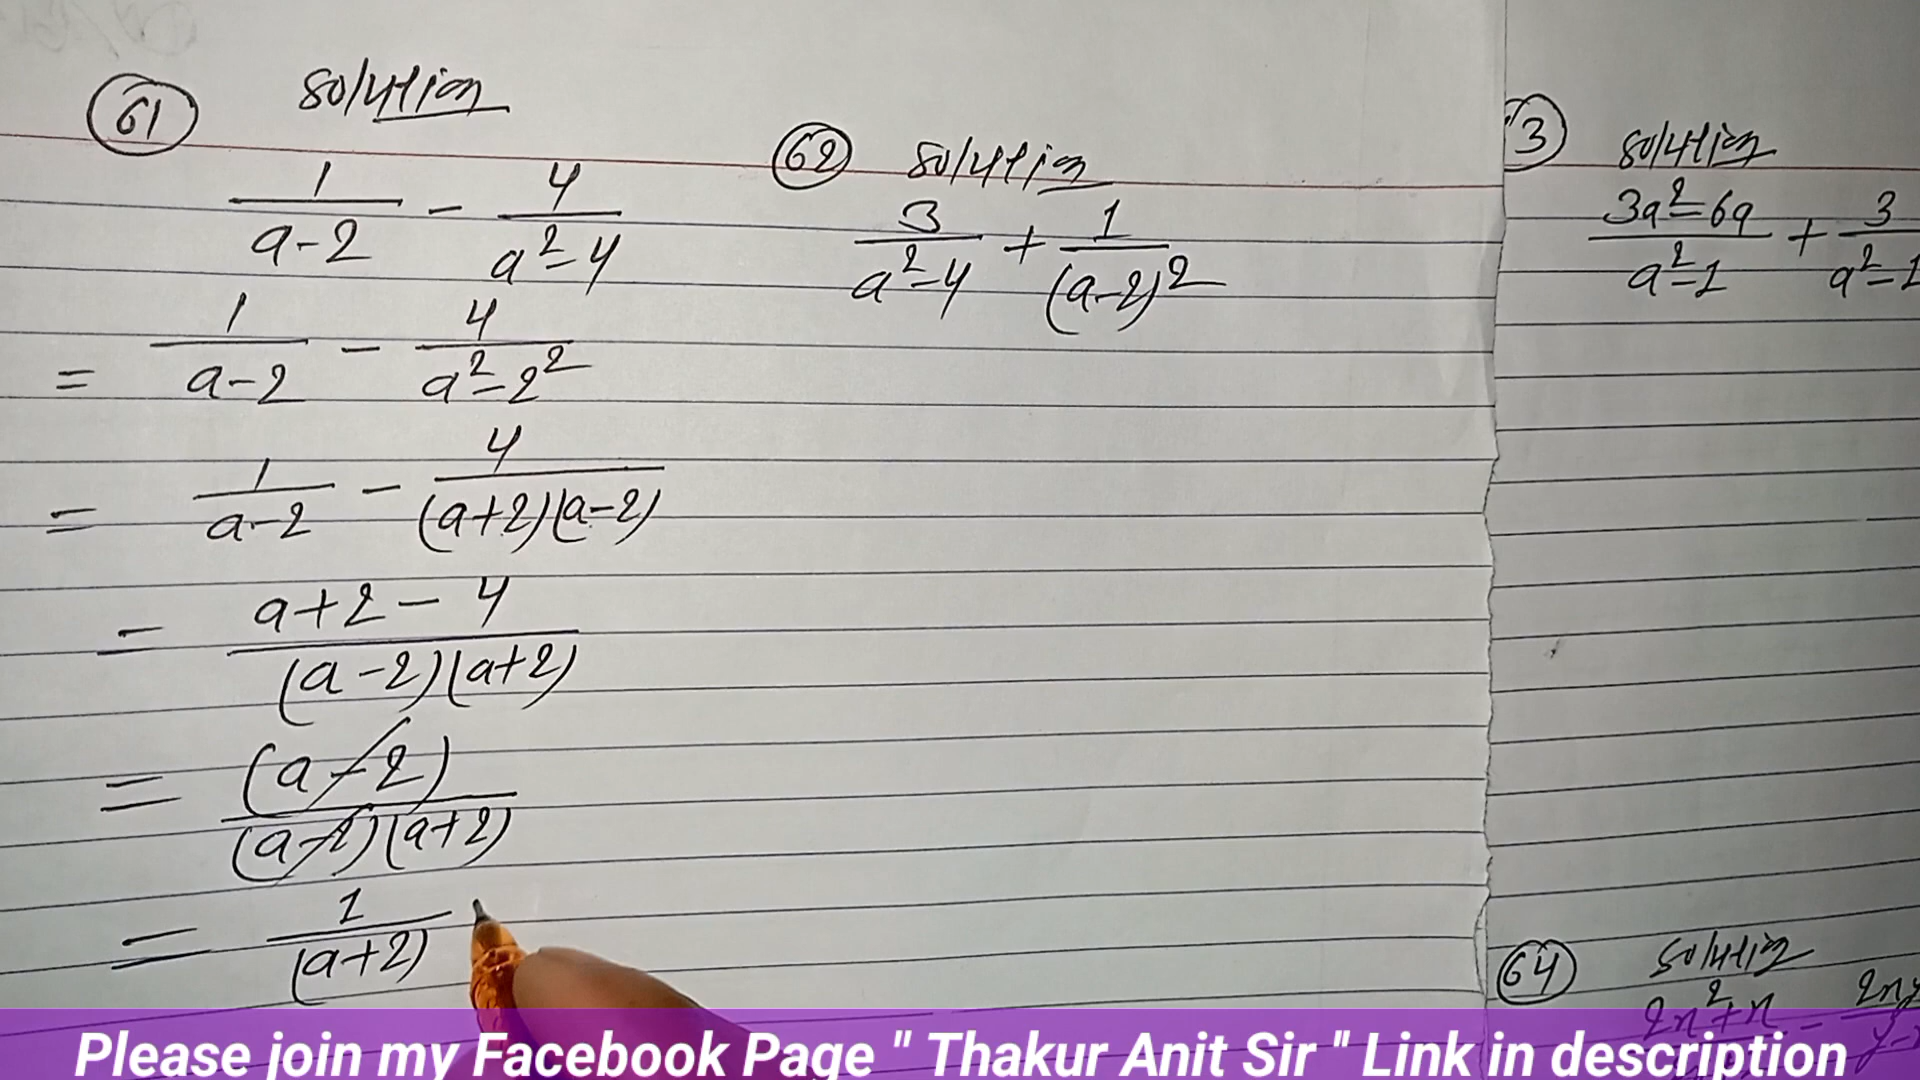 61 Solution
1/(a-2) - 4/(a²-4)
= 1/(a-2) - 4/(a²-2²)
= 1/(a-2) - 4/((a+2)(a-2))
= (a+2-4)/((a-2)(a+2))
= (a-2)/((a-2)(a+2))
= 1/(a+2)
62 Solution
3/(a²-4) + 1/(a-2)²
3 Solution
(3a²-6a)/(a²-1) + 3/(a²-1
64 Solution
Please join my Facebook Page " Thakur Anit Sir " Link in description